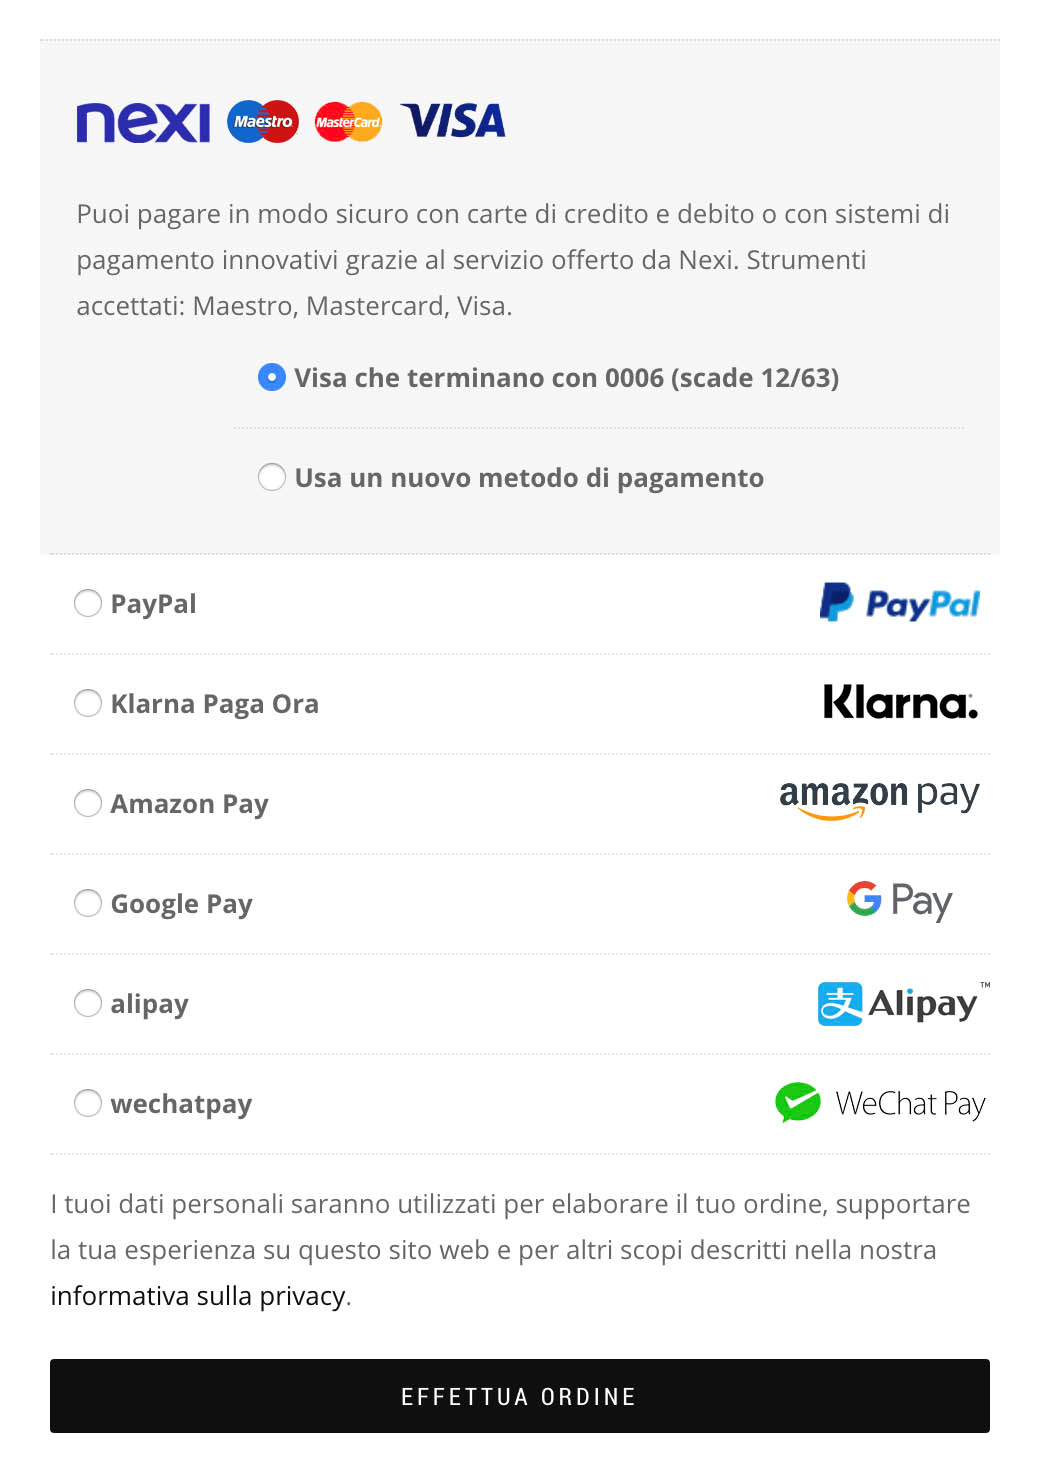 nexi Maestro MasterCard VISA
Puoi pagare in modo sicuro con carte di credito e debito o con sistemi di
pagamento innovativi grazie al servizio offerto da Nexi. Strumenti
accettati: Maestro, Mastercard, Visa.
Visa che terminano con 0006 (scade 12/63)
Usa un nuovo metodo di pagamento
PayPal PayPal
Klarna Paga Ora Klarna.
Amazon Pay amazon pay
Google Pay G Pay
alipay 支 Alipay™
wechatpay WeChat Pay
I tuoi dati personali saranno utilizzati per elaborare il tuo ordine, supportare
la tua esperienza su questo sito web e per altri scopi descritti nella nostra
informativa sulla privacy.
EFFETTUA ORDINE